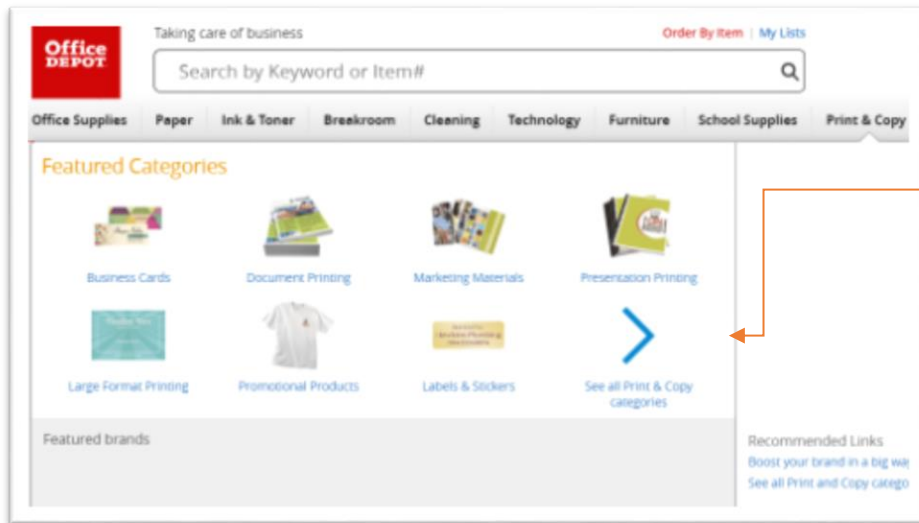 Office
DEPOT
Taking care of business
Order By Item | My Lists
Search by Keyword or Item#
Office Supplies Paper Ink & Toner Breakroom Cleaning Technology Furniture School Supplies Print & Copy
Featured Categories
Business Cards Document Printing Marketing Materials Presentation Printing
Large Format Printing Promotional Products Labels & Stickers See all Print & Copy
categories
Featured brands
Recommended Links
Boost your brand in a big
See all Print and Copy